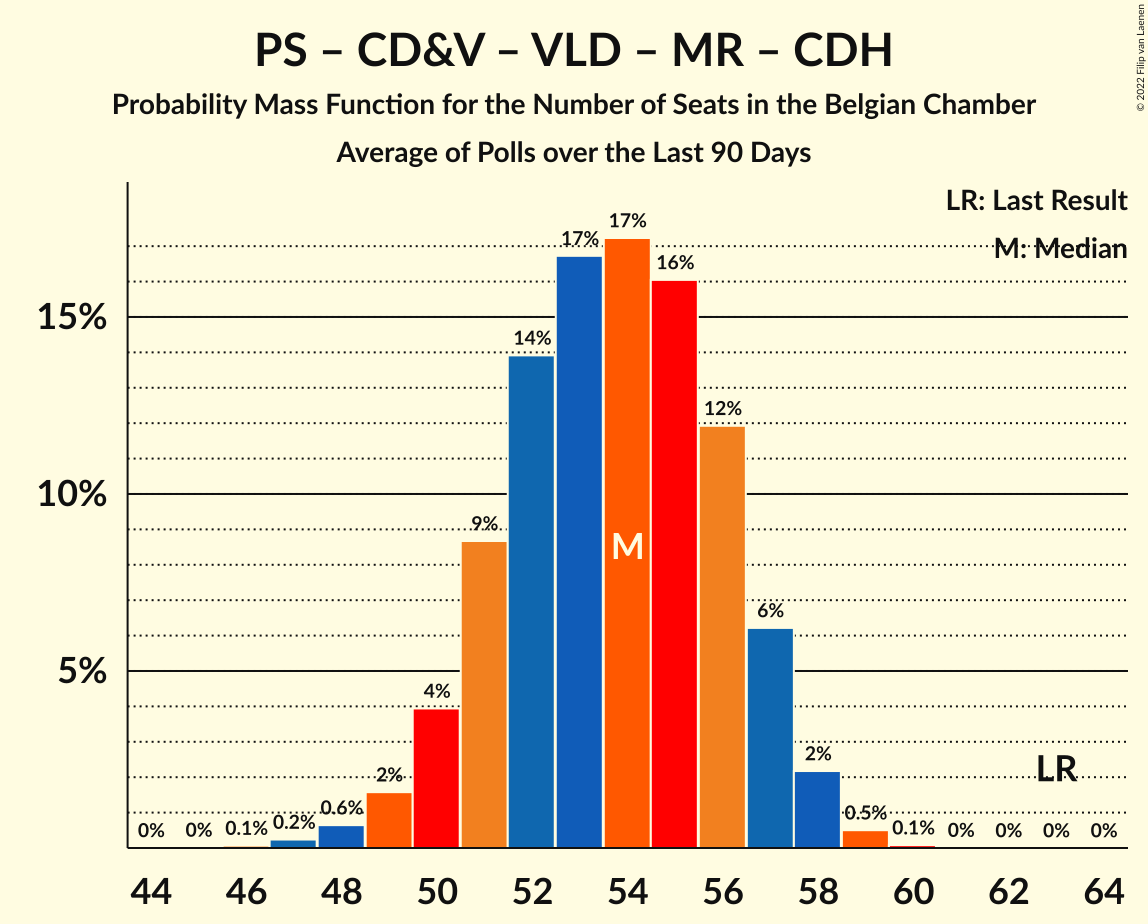 PS – CD&V – VLD – MR – CDH
Probability Mass Function for the Number of Seats in the Belgian Chamber
Average of Polls over the Last 90 Days
© 2022 Filip van Laenen
LR: Last Result
M: Median
15%
10%
5%
0%
0%
0.1%
0.2%
0.6%
2%
4%
9%
14%
17%
17%
16%
12%
6%
2%
0.5%
0.1%
0%
0%
0%
0%
M
LR
44 46 48 50 52 54 56 58 60 62 64